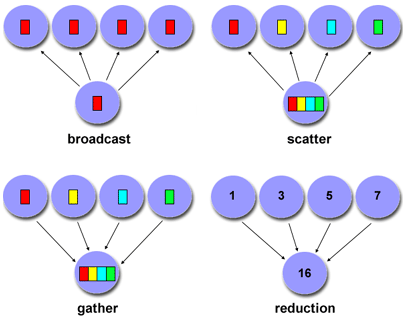 broadcast
scatter
1 3 5 7
16
gather
reduction